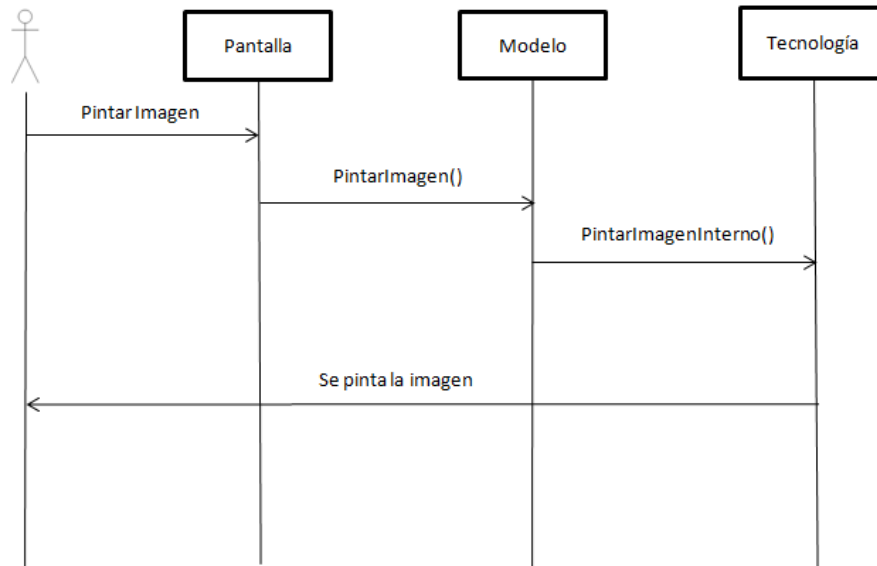 Pantalla
Modelo
Tecnología
Pintar Imagen
PintarImagen()
PintarImagenInterno()
Se pinta la imagen